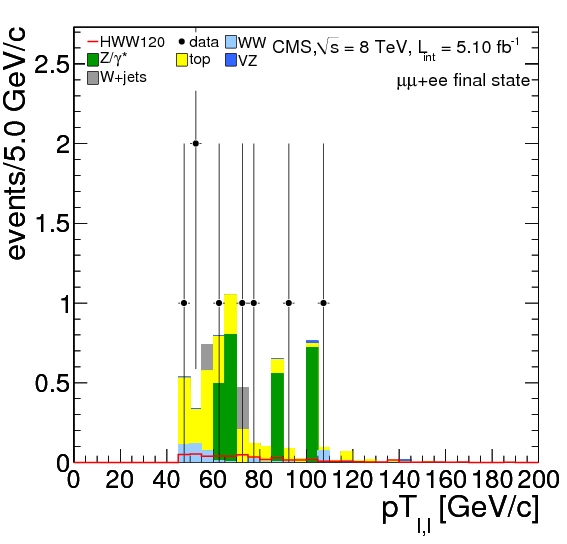 HWW120 data WW CMS,√s = 8 TeV, L_int = 5.10 fb⁻¹
Z/γ* top VZ
W+jets
μμ+ee final state
events/5.0 GeV/c
2.5
2
1.5
1
0.5
0
0 20 40 60 80 100 120 140 160 180 200
pT_l,l [GeV/c]